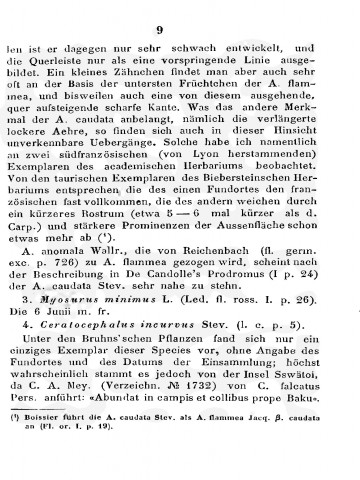 9
len ist er dagegen nur sehr schwach entwickelt, und
die Querleiste nur als eine vorspringende Linie ausge-
bildet. Ein kleines Zähnchen findet man aber auch sehr
oft an der Basis der untersten Früchtchen der A. flam-
mea, und bisweilen auch eine von diesem ausgehende,
quer aufsteigende scharfe Kante. Was das andere Merk-
mal der A. caudata anbelangt, nämlich die verlängerte
lockere Aehre, so finden sich auch in dieser Hinsicht
unverkennbare Uebergänge. Solche habe ich namentlich
an zwei südfranzösischen (von Lyon herstammenden)
Exemplaren des academischen Herbariums beobachtet.
Von den taurischen Exemplaren des Biebersteinschen Her-
bariums entsprechen die des einen Fundortes den fran-
zösischen fast vollkommen, die des andern weichen durch
ein kürzeres Rostrum (etwa 5—6 mal kürzer als d.
Carp.) und stärkere Prominenzen der Aussenfläche schon
etwas mehr ab (¹).
A. anomala Wallr., die von Reichenbach (fl. germ.
exc. p. 726) zu A. flammea gezogen wird, scheint nach
der Beschreibung in De Candolle's Prodromus (I p. 24)
der A. caudata Stev. sehr nahe zu stehn.
3. Myosurus minimus L. (Led. fl. ross. I. p. 26).
Die 6 Junii m. fr.
4. Ceratocephalus incurvus Stev. (l. c. p. 5).
Unter den Bruhns'schen Pflanzen fand sich nur ein
einziges Exemplar dieser Species vor, ohne Angabe des
Fundortes und des Datums der Einsammlung; höchst
wahrscheinlich stammt es jedoch von der Insel Sswätoi,
da C. A. Mey. (Verzeichn. № 1732) von C. falcatus
Pers. anführt: «Abundat in campis et collibus prope Baku».
(¹) Boissier führt die A. caudata Stev. als A. flammea Jacq. β. caudata
an (Fl. or. I. p. 19).